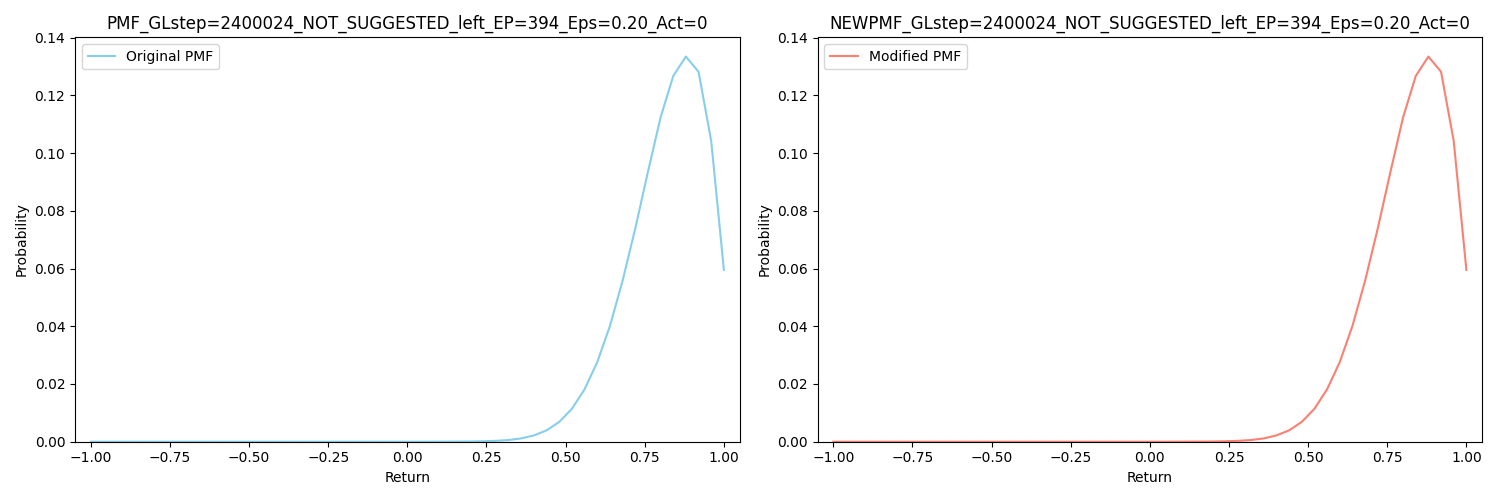 PMF_GLstep=2400024_NOT_SUGGESTED_left_EP=394_Eps=0.20_Act=0
Original PMF
Probability
0.14
0.12
0.10
0.08
0.06
0.04
0.02
0.00
−1.00 −0.75 −0.50 −0.25 0.00 0.25 0.50 0.75 1.00
Return
NEWPMF_GLstep=2400024_NOT_SUGGESTED_left_EP=394_Eps=0.20_Act=0
Modified PMF
Probability
0.14
0.12
0.10
0.08
0.06
0.04
0.02
0.00
−1.00 −0.75 −0.50 −0.25 0.00 0.25 0.50 0.75 1.00
Return